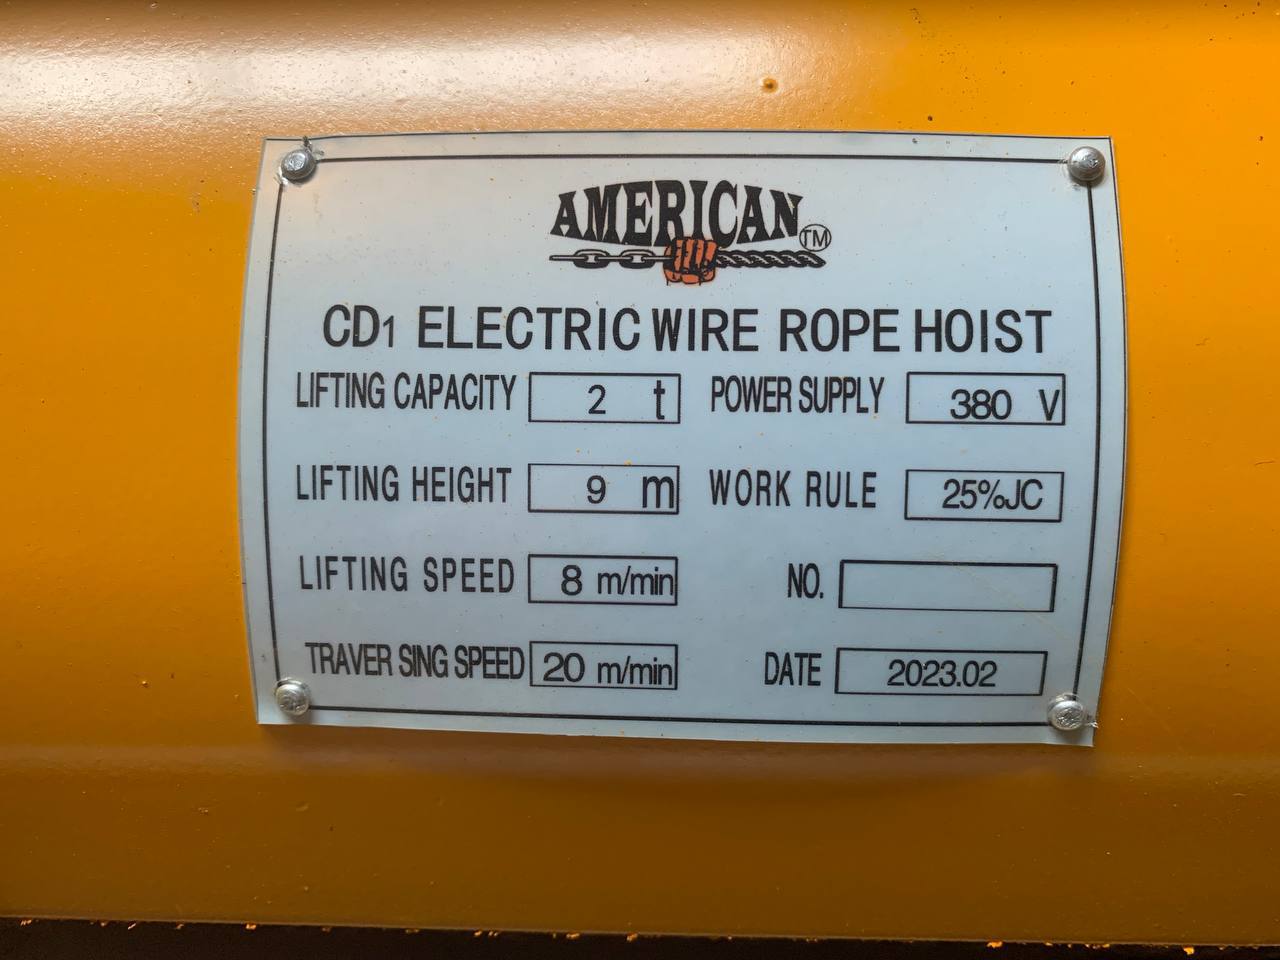 AMERICAN
TM
CD1 ELECTRIC WIRE ROPE HOIST
LIFTING CAPACITY 2 t POWER SUPPLY 380 V
LIFTING HEIGHT 9 m WORK RULE 25%JC
LIFTING SPEED 8 m/min NO.
TRAVER SING SPEED 20 m/min DATE 2023.02